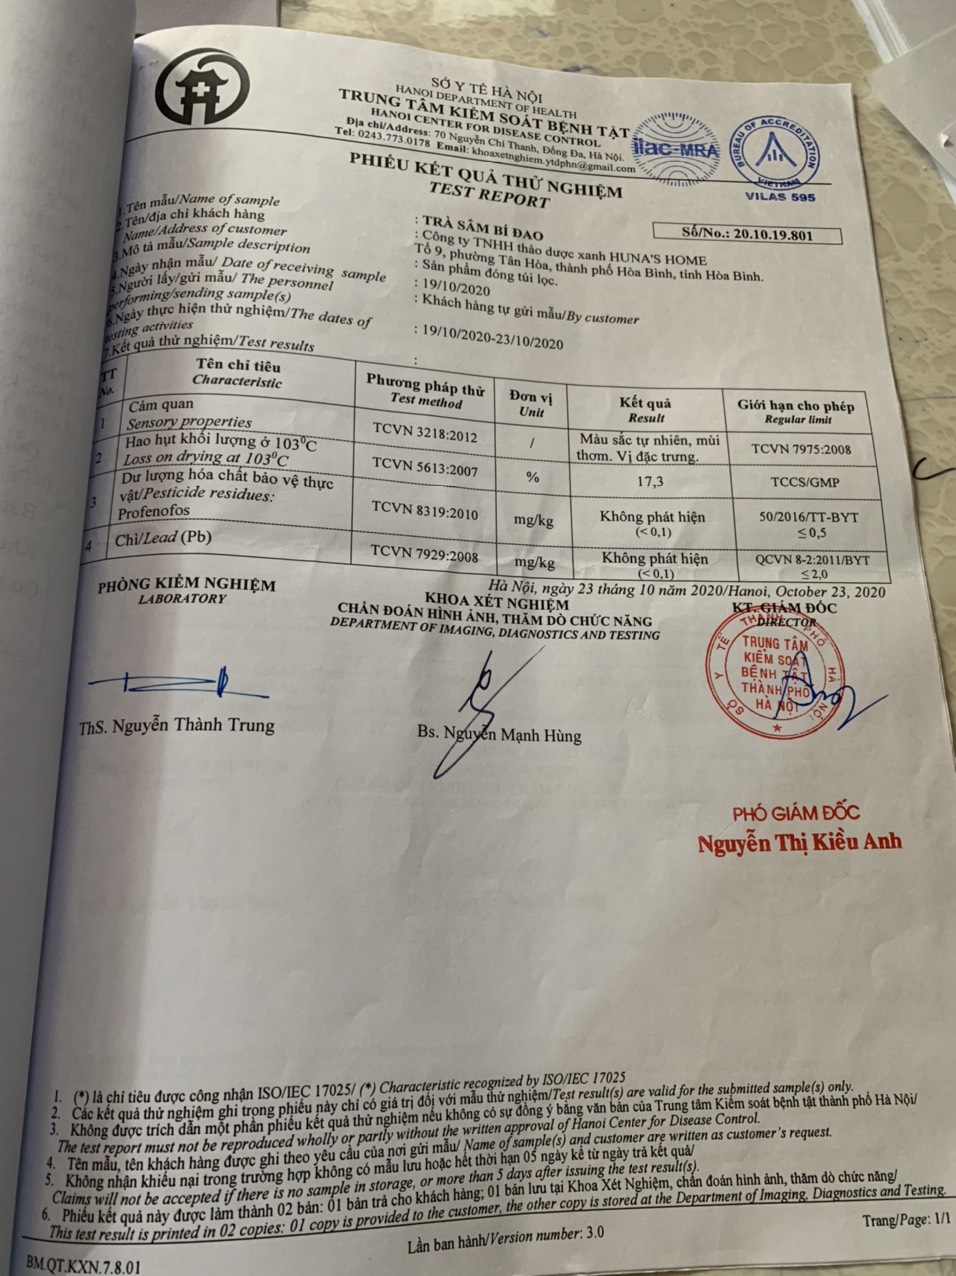 SỞ Y TẾ HÀ NỘI
HANOI DEPARTMENT OF HEALTH
TRUNG TÂM KIỂM SOÁT BỆNH TẬT
HANOI CENTER FOR DISEASE CONTROL
Địa chỉ/Address: 70 Nguyễn Chí Thanh, Đống Đa, Hà Nội.
Tel: 0243.773.0178 Email: khoaxetnghiem.ytdphn@gmail.com
ilac-MRA
BUREAU OF ACCREDITATION
VIETNAM
VILAS 595
PHIẾU KẾT QUẢ THỬ NGHIỆM
TEST REPORT
Số/No.: 20.10.19.801
1.Tên mẫu/Name of sample : TRÀ SÂM BÍ ĐAO
2.Tên/địa chỉ khách hàng : Công ty TNHH thảo dược xanh HUNA'S HOME
Name/Address of customer Tổ 9, phường Tân Hòa, thành phố Hòa Bình, tỉnh Hòa Bình.
3.Mô tả mẫu/Sample description : Sản phẩm đóng túi lọc.
4.Ngày nhận mẫu/ Date of receiving sample : 19/10/2020
5.Người lấy/gửi mẫu/ The personnel : Khách hàng tự gửi mẫu/By customer
performing/sending sample(s)
6.Ngày thực hiện thử nghiệm/The dates of : 19/10/2020-23/10/2020
testing activities
7.Kết quả thử nghiệm/Test results :
TT No. Tên chỉ tiêu Characteristic Phương pháp thử Test method Đơn vị Unit Kết quả Result Giới hạn cho phép Regular limit
1 Cảm quan Sensory properties TCVN 3218:2012 / Màu sắc tự nhiên, mùi thơm. Vị đặc trưng. TCVN 7975:2008
2 Hao hụt khối lượng ở 103⁰C Loss on drying at 103⁰C TCVN 5613:2007 % 17,3 TCCS/GMP
3 Dư lượng hóa chất bảo vệ thực vật/Pesticide residues: Profenofos TCVN 8319:2010 mg/kg Không phát hiện (<0,1) 50/2016/TT-BYT ≤ 0,5
4 Chì/Lead (Pb) TCVN 7929:2008 mg/kg Không phát hiện (<0,1) QCVN 8-2:2011/BYT ≤ 2,0
Hà Nội, ngày 23 tháng 10 năm 2020/Hanoi, October 23, 2020
PHÒNG KIỂM NGHIỆM
LABORATORY
KHOA XÉT NGHIỆM
CHẨN ĐOÁN HÌNH ẢNH, THĂM DÒ CHỨC NĂNG
DEPARTMENT OF IMAGING, DIAGNOSTICS AND TESTING
KT. GIÁM ĐỐC
DIRECTOR
SỞ Y TẾ THÀNH PHỐ HÀ NỘI
TRUNG TÂM
KIỂM SOÁT
BỆNH TẬT
THÀNH PHỐ
HÀ NỘI
ThS. Nguyễn Thành Trung
Bs. Nguyễn Mạnh Hùng
PHÓ GIÁM ĐỐC
Nguyễn Thị Kiều Anh
1. (*) là chỉ tiêu được công nhận ISO/IEC 17025/ (*) Characteristic recognized by ISO/IEC 17025
2. Các kết quả thử nghiệm ghi trong phiếu này chỉ có giá trị đối với mẫu thử nghiệm/Test result(s) are valid for the submitted sample(s) only.
3. Không được trích dẫn một phần phiếu kết quả thử nghiệm nếu không có sự đồng ý bằng văn bản của Trung tâm Kiểm soát bệnh tật thành phố Hà Nội/
The test report must not be reproduced wholly or partly without the written approval of Hanoi Center for Disease Control.
4. Tên mẫu, tên khách hàng được ghi theo yêu cầu của nơi gửi mẫu/ Name of sample(s) and customer are written as customer's request.
5. Không nhận khiếu nại trong trường hợp không có mẫu lưu hoặc hết thời hạn 05 ngày kể từ ngày trả kết quả/
Claims will not be accepted if there is no sample in storage, or more than 5 days after issuing the test result(s).
6. Phiếu kết quả này được làm thành 02 bản: 01 bản trả cho khách hàng; 01 bản lưu tại Khoa Xét Nghiệm, chẩn đoán hình ảnh, thăm dò chức năng/
This test result is printed in 02 copies: 01 copy is provided to the customer, the other copy is stored at the Department of Imaging, Diagnostics and Testing.
BM.QT.KXN.7.8.01
Lần ban hành/Version number: 3.0
Trang/Page: 1/1